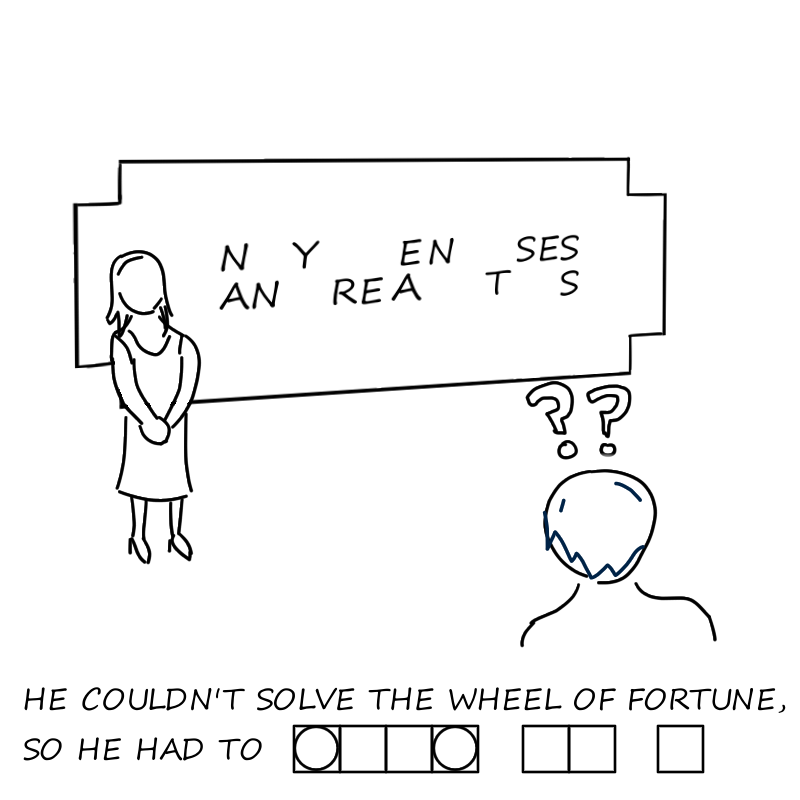 N Y EN SES
AN REA T S
??
HE COULDN'T SOLVE THE WHEEL OF FORTUNE,
SO HE HAD TO